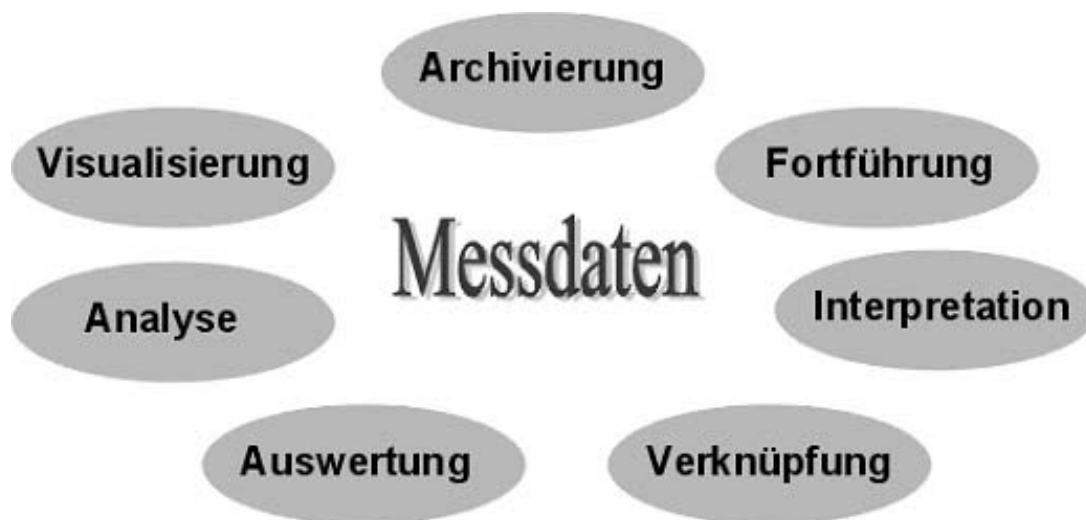 Archivierung
Visualisierung
Fortführung
Messdaten
Analyse
Interpretation
Auswertung
Verknüpfung